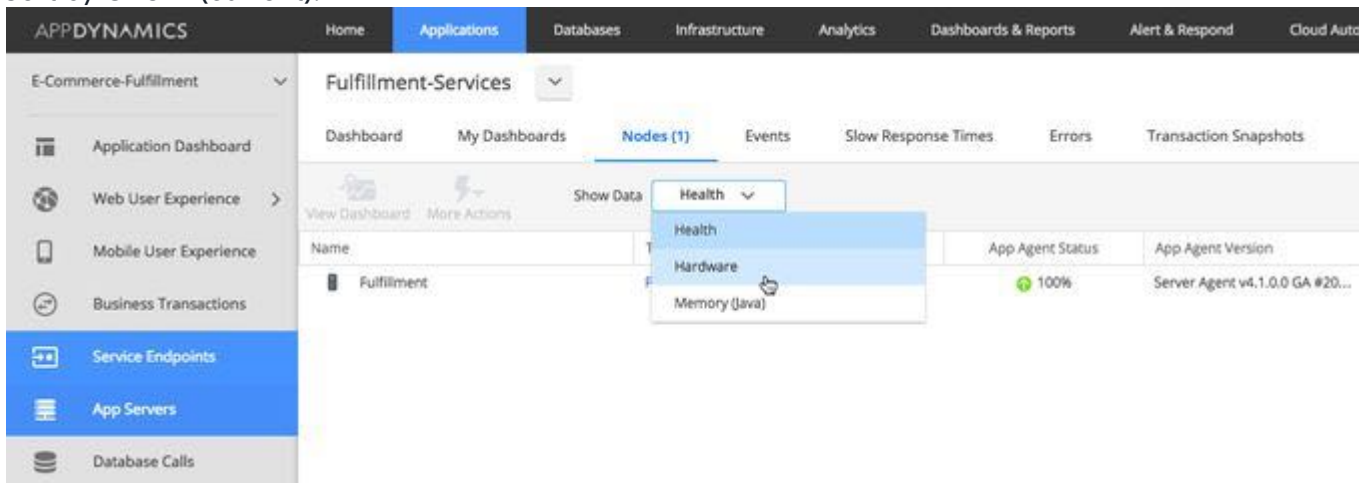 APPDYNAMICS Home Applications Databases Infrastructure Analytics Dashboards & Reports Alert & Respond Cloud Auto
E-Commerce-Fulfillment
Fulfillment-Services
Dashboard My Dashboards Nodes (1) Events Slow Response Times Errors Transaction Snapshots
Application Dashboard
Web User Experience
Mobile User Experience
Business Transactions
Service Endpoints
App Servers
Database Calls
View Dashboard More Actions Show Data Health
Health
Hardware
Memory (Java)
Name App Agent Status App Agent Version
Fulfillment 100% Server Agent v4.1.0.0 GA #20...